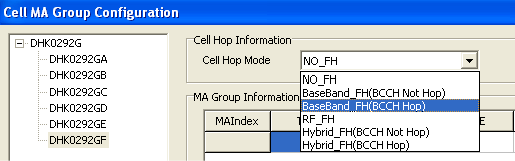 Cell MA Group Configuration
DHK0292G
DHK0292GA
DHK0292GB
DHK0292GC
DHK0292GD
DHK0292GE
DHK0292GF
Cell Hop Information
Cell Hop Mode NO_FH
NO_FH
BaseBand_FH(BCCH Not Hop)
BaseBand_FH(BCCH Hop)
RF_FH
Hybrid_FH(BCCH Not Hop)
Hybrid_FH(BCCH Hop)
MA Group Information
MAIndex